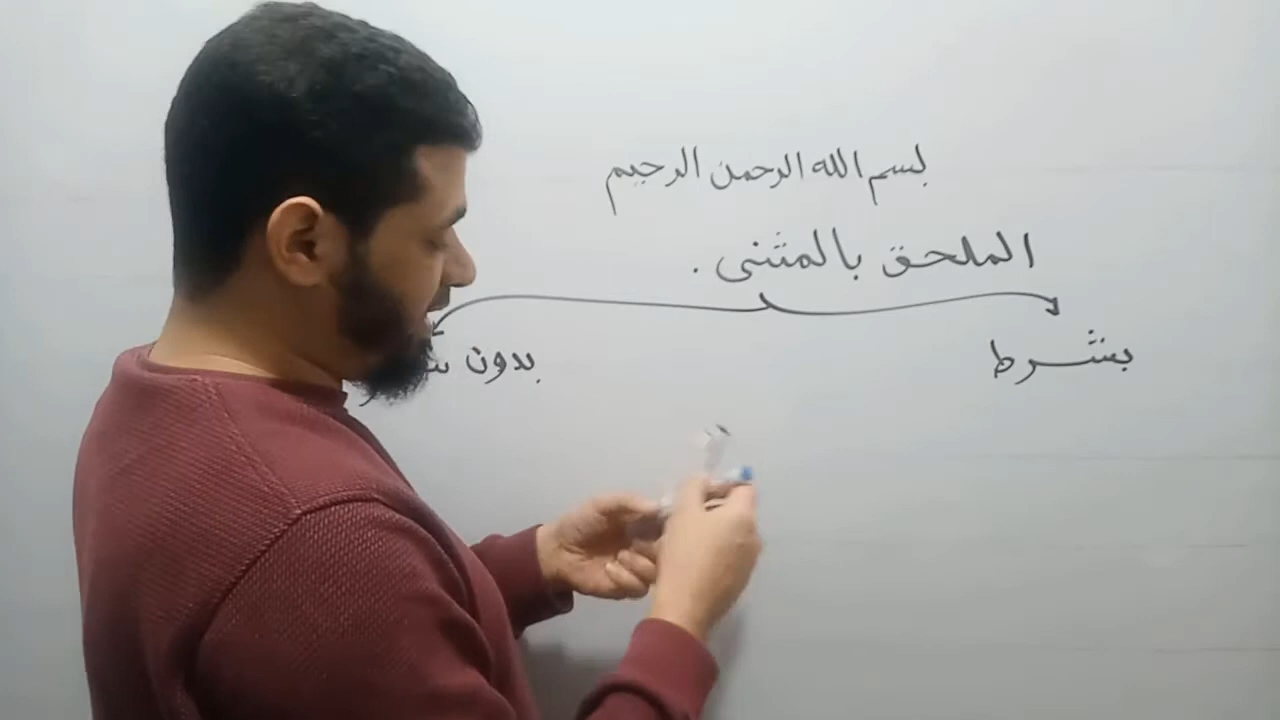 بسم الله الرحمن الرحيم
الملحق بالمثنى .
بشرط
بدون